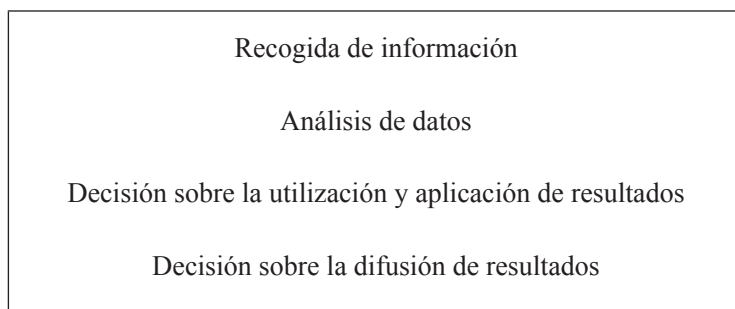 Recogida de información
Análisis de datos
Decisión sobre la utilización y aplicación de resultados
Decisión sobre la difusión de resultados